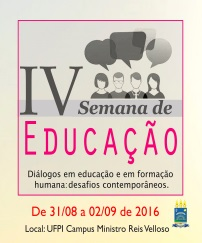 IV Semana de
EDUCAÇÃO
Diálogos em educação e em formação
humana: desafios contemporâneos.
De 31/08 a 02/09 de 2016
Local: UFPI Campus Ministro Reis Velloso